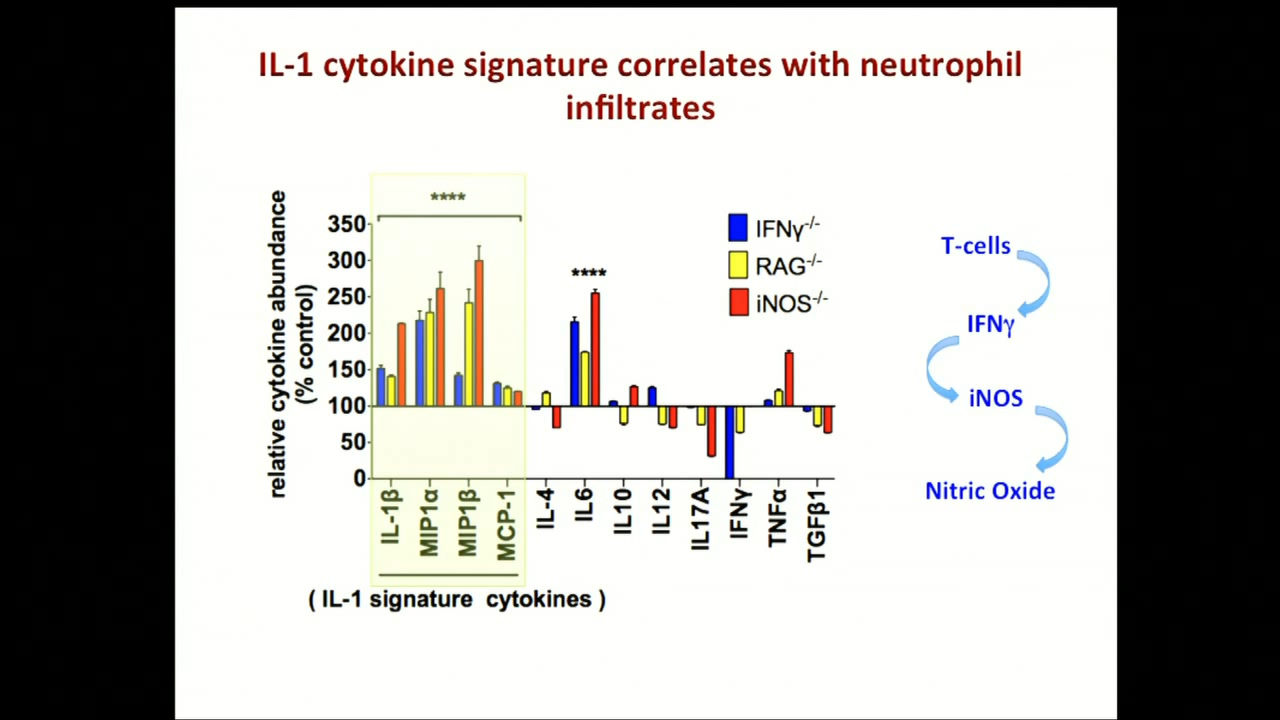 IL-1 cytokine signature correlates with neutrophil
infiltrates
relative cytokine abundance
(% control)
****
350
300
250
200
150
100
50
0
****
IFNγ-/-
RAG-/-
iNOS-/-
IL-1β
MIP1α
MIP1β
MCP-1
IL-4
IL6
IL10
IL12
IL17A
IFNγ
TNFα
TGFβ1
( IL-1 signature cytokines )
T-cells
IFNγ
iNOS
Nitric Oxide